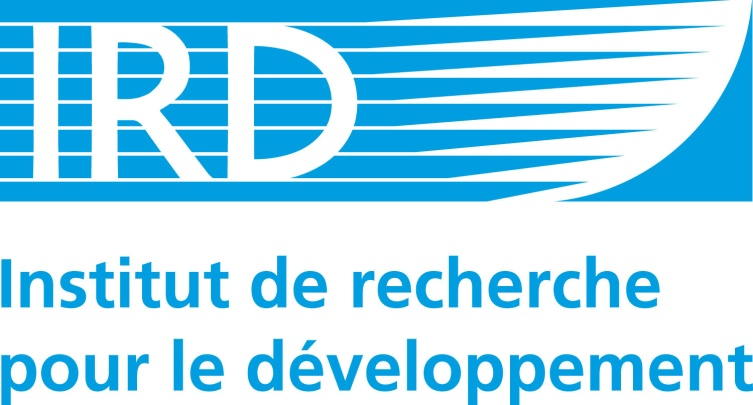 IRD
Institut de recherche
pour le développement